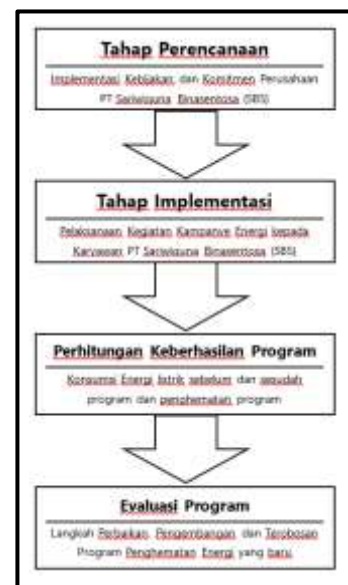 Tahap Perencanaan
Implementasi Kebijakan dan Komitmen Perusahaan
PT Sariwiguna Binasentosa (SBS)
Tahap Implementasi
Pelaksanaan Kegiatan Kampanye Energi kepada
Karyawan PT Sariwiguna Binasentosa (SBS)
Perhitungan Keberhasilan Program
Konsumsi Energi listrik sebelum dan sesudah
program dan penghematan program
Evaluasi Program
Langkah Perbaikan, Pengembangan dan Terobosan
Program Penghematan Energi yang baru